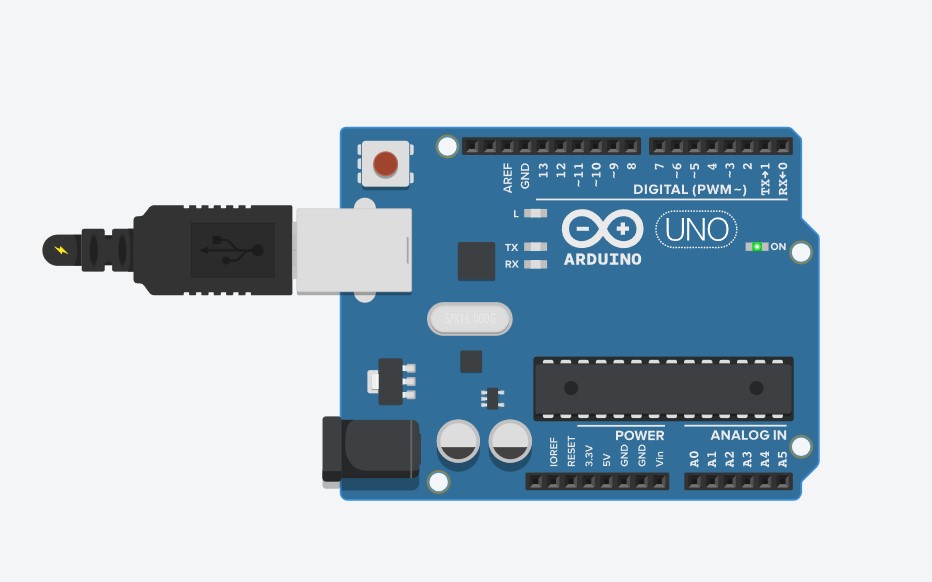 AREF
GND
13
12
~11
~10
~9
8
7
~6
~5
4
~3
2
TX→1
RX←0
DIGITAL (PWM~)
L
TX
RX
ARDUINO
UNO
ON
SPK16.000G
POWER
ANALOG IN
IOREF
RESET
3.3V
5V
GND
GND
Vin
A0
A1
A2
A3
A4
A5